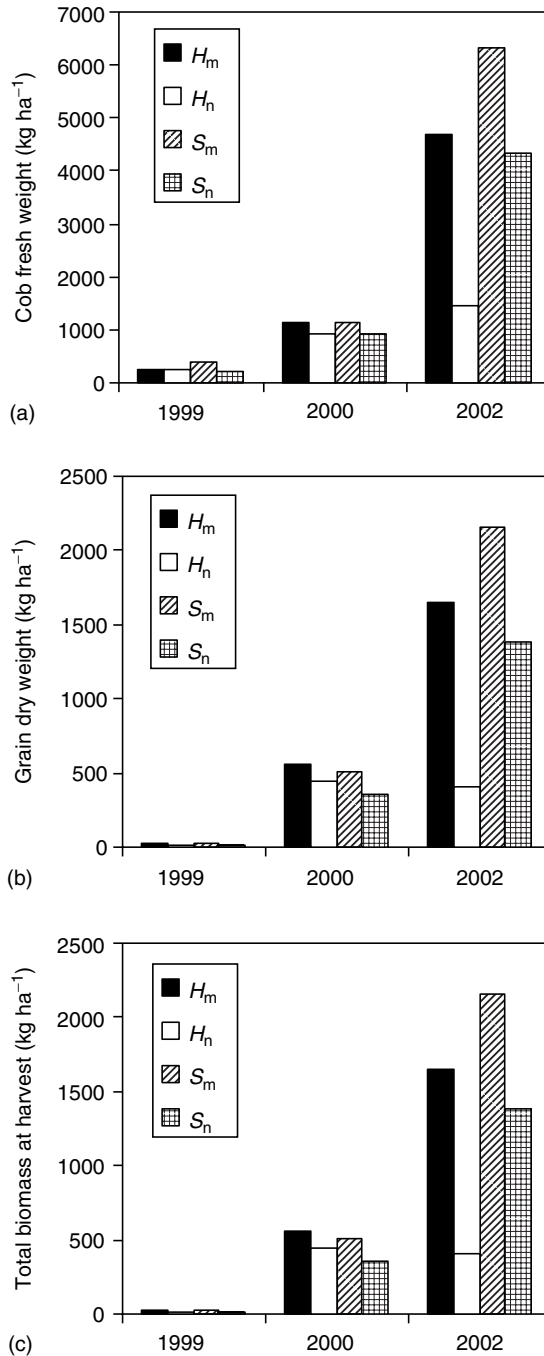 7000
6000
5000
4000
3000
2000
1000
0
Cob fresh weight (kg ha⁻¹)
Hm
Hn
Sm
Sn
1999 2000 2002
(a)
2500
2000
1500
1000
500
0
Grain dry weight (kg ha⁻¹)
Hm
Hn
Sm
Sn
1999 2000 2002
(b)
2500
2000
1500
1000
500
0
Total biomass at harvest (kg ha⁻¹)
Hm
Hn
Sm
Sn
1999 2000 2002
(c)